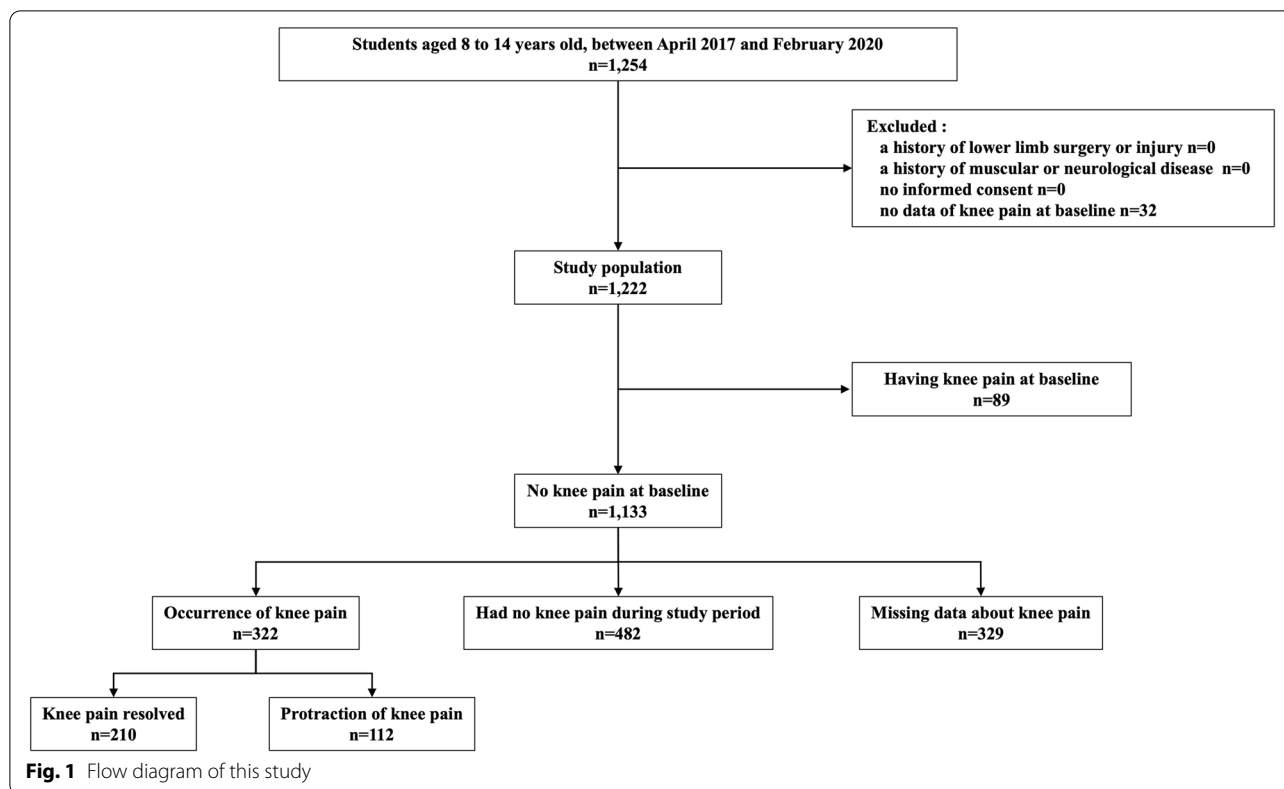 Students aged 8 to 14 years old, between April 2017 and February 2020
n=1,254
Excluded :
a history of lower limb surgery or injury n=0
a history of muscular or neurological disease n=0
no informed consent n=0
no data of knee pain at baseline n=32
Study population
n=1,222
Having knee pain at baseline
n=89
No knee pain at baseline
n=1,133
Occurrence of knee pain
n=322
Had no knee pain during study period
n=482
Missing data about knee pain
n=329
Knee pain resolved
n=210
Protraction of knee pain
n=112
Fig. 1 Flow diagram of this study